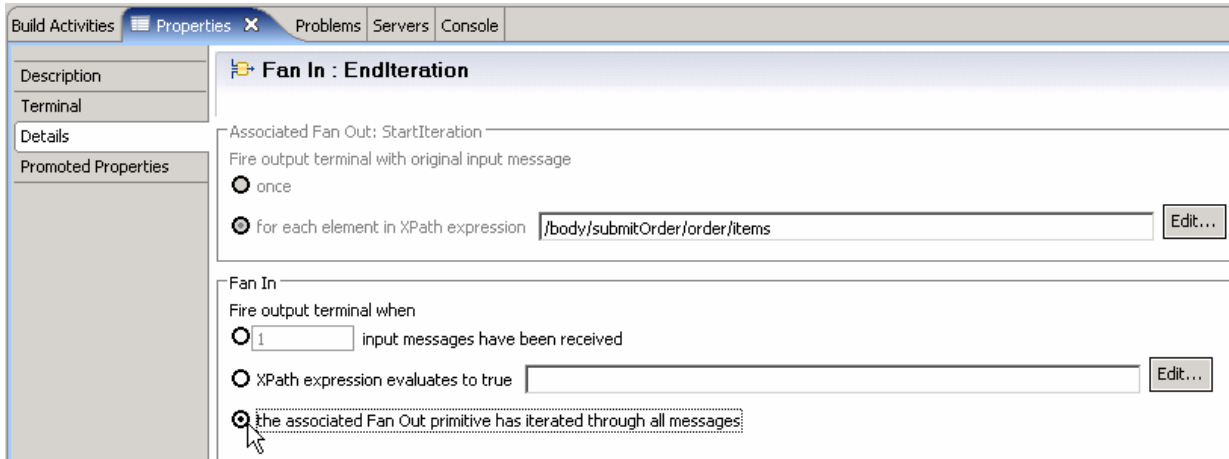 Build Activities Properties Problems Servers Console
Fan In : EndIteration
Description
Terminal
Details
Promoted Properties
Associated Fan Out: StartIteration
Fire output terminal with original input message
once
for each element in XPath expression /body/submitOrder/order/items Edit...
Fan In
Fire output terminal when
1 input messages have been received
XPath expression evaluates to true Edit...
the associated Fan Out primitive has iterated through all messages